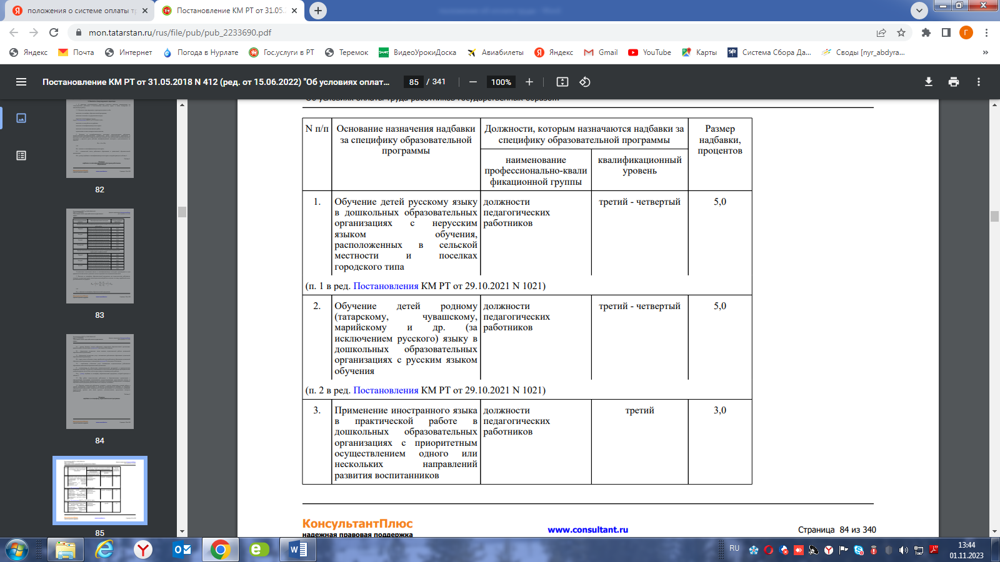 положения о системе оплаты тр
Постановление КМ РТ от 31.05.
mon.tatarstan.ru/rus/file/pub/pub_2233690.pdf
Г
Яндекс Почта Интернет Погода в Нурлате Гос.услуги в РТ Теремок ВидеоУрокиДоска Авиабилеты Яндекс Gmail YouTube Карты Система Сбора Да... Своды [nyr_abdyra... »
Постановление КМ РТ от 31.05.2018 N 412 (ред. от 15.06.2022) "Об условиях оплат... 85 / 341 100%
82
83
84
85
Об условиях оплаты труда работников государственных образо...
N п/п
Основание назначения надбавки
за специфику образовательной
программы
Должности, которым назначаются надбавки за
специфику образовательной программы
Размер
надбавки,
процентов
наименование
профессионально-квали
фикационной группы
квалификационный
уровень
1.
Обучение детей русскому языку
в дошкольных образовательных
организациях с нерусским
языком обучения,
расположенных в сельской
местности и поселках
городского типа
должности
педагогических
работников
третий - четвертый
5,0
(п. 1 в ред. Постановления КМ РТ от 29.10.2021 N 1021)
2.
Обучение детей родному
(татарскому, чувашскому,
марийскому и др. (за
исключением русского) языку в
дошкольных образовательных
организациях с русским языком
обучения
должности
педагогических
работников
третий - четвертый
5,0
(п. 2 в ред. Постановления КМ РТ от 29.10.2021 N 1021)
3.
Применение иностранного языка
в практической работе в
дошкольных образовательных
организациях с приоритетным
осуществлением одного или
нескольких направлений
развития воспитанников
должности
педагогических
работников
третий
3,0
КонсультантПлюс
надежная правовая поддержка
www.consultant.ru
Страница 84 из 340
RU
13:44
01.11.2023